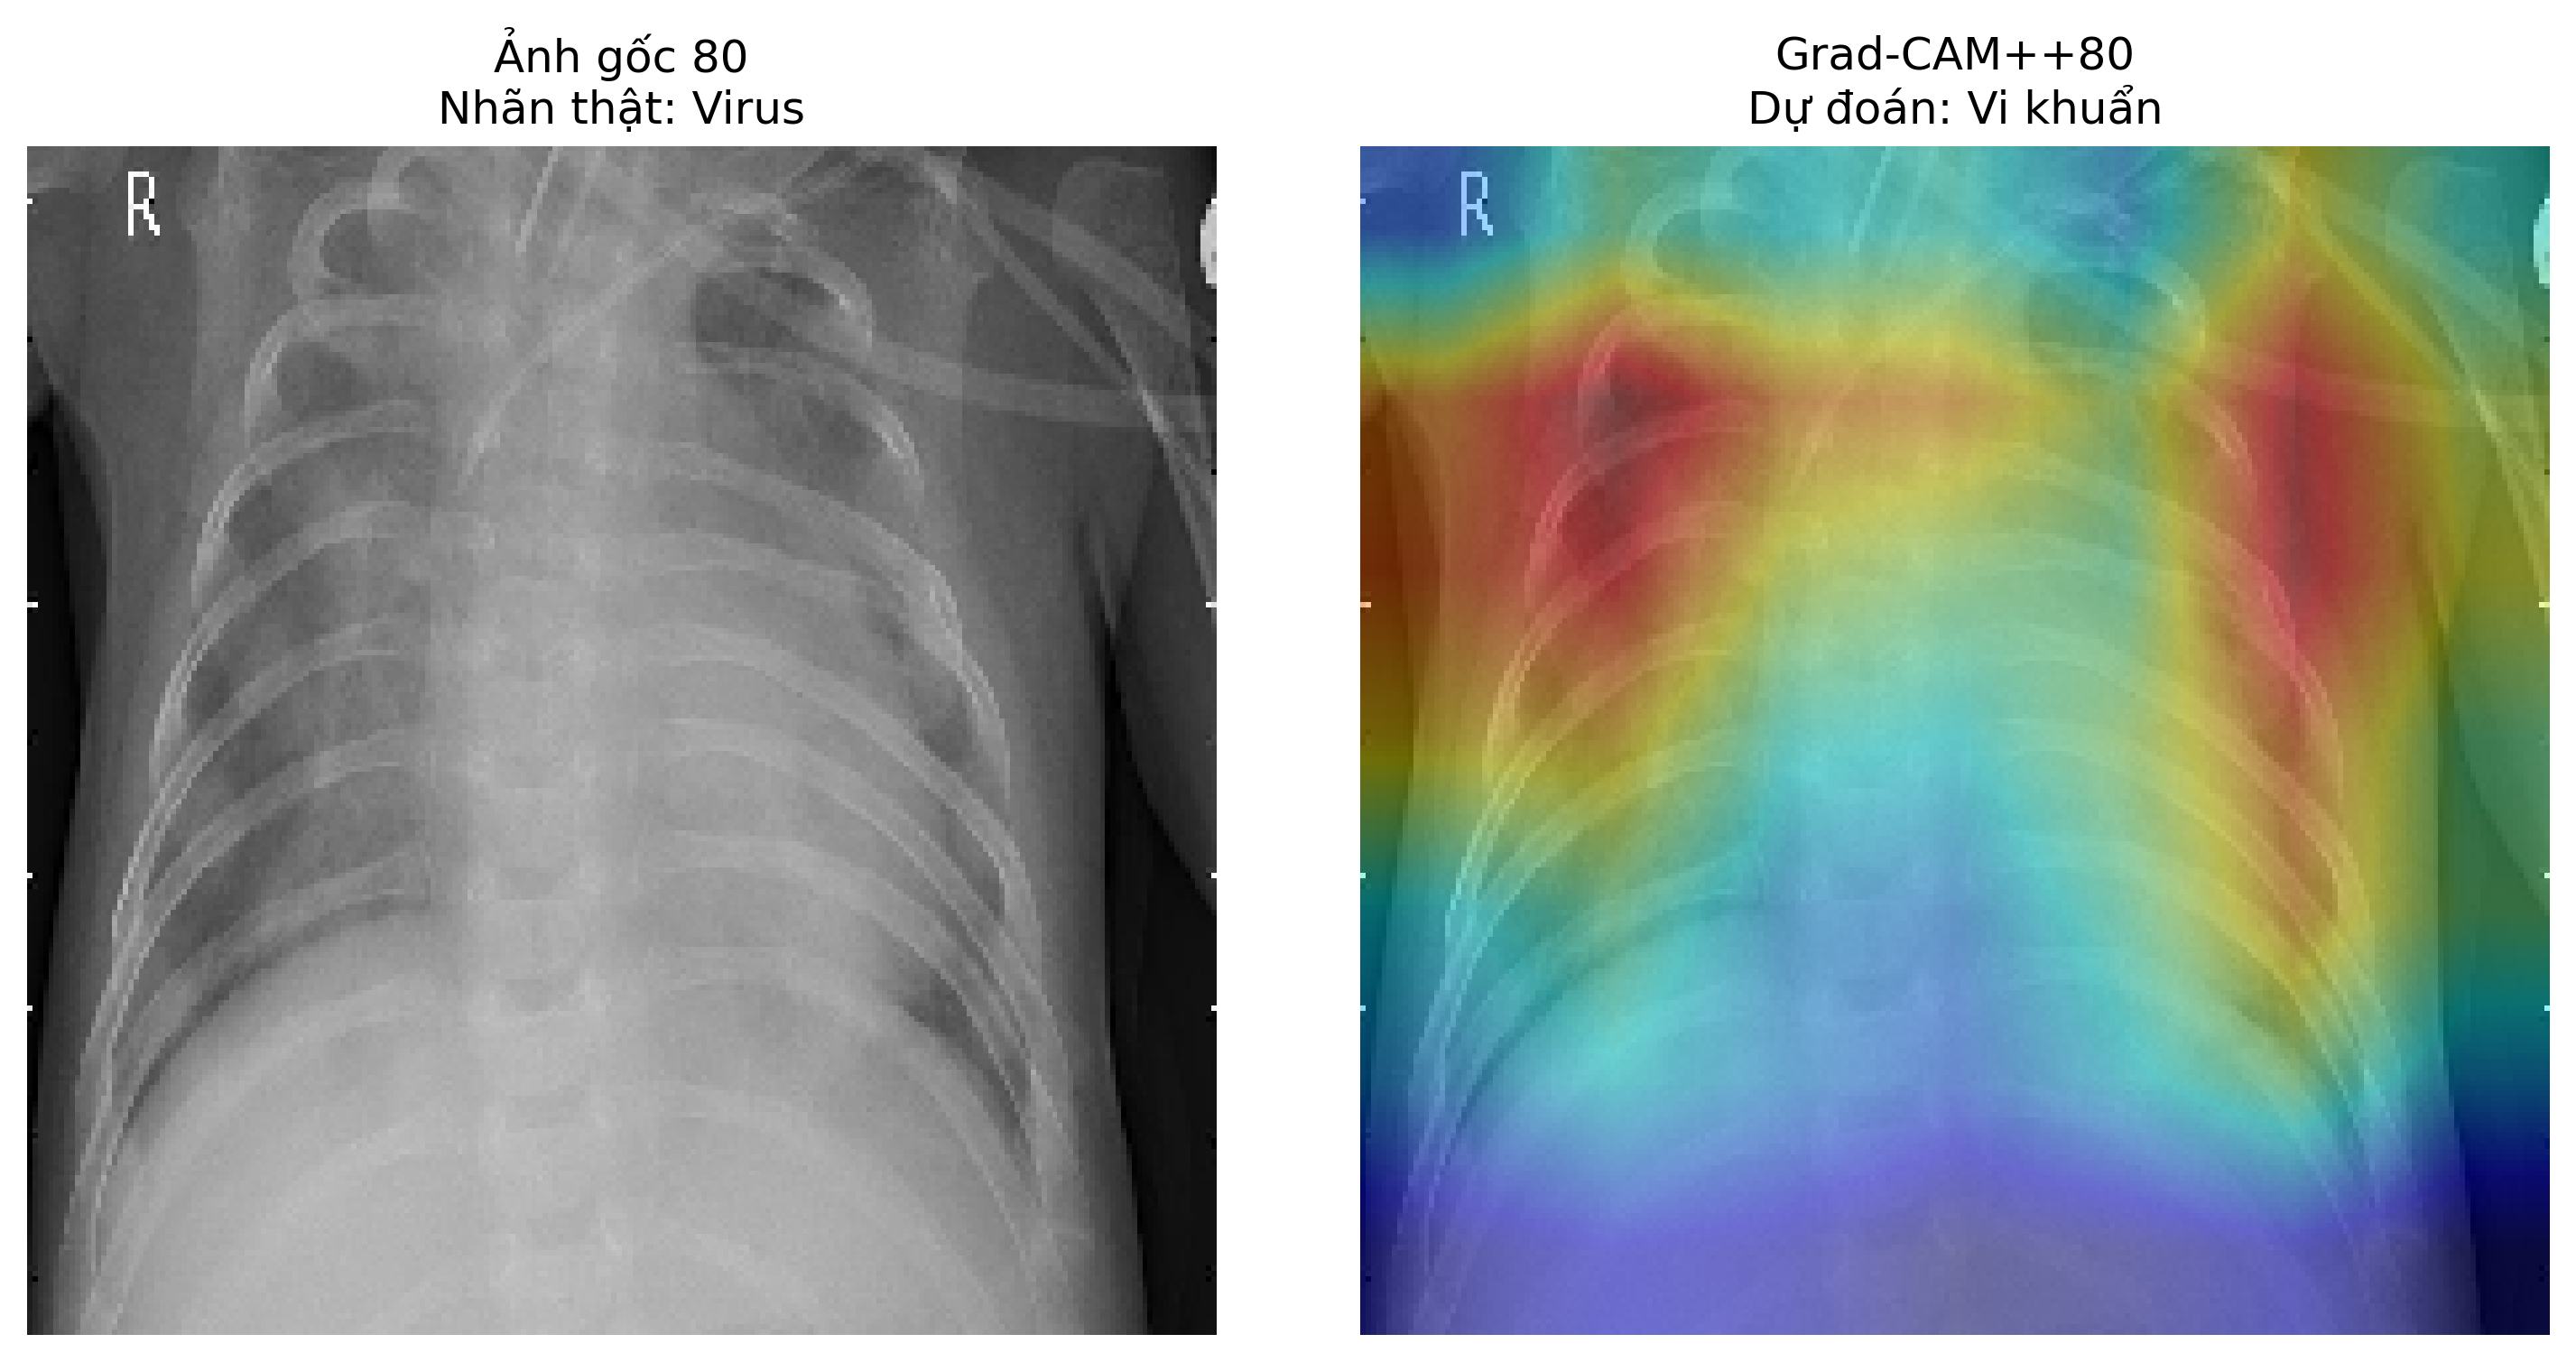 Ảnh gốc 80
Nhãn thật: Virus
R
Grad-CAM++80
Dự đoán: Vi khuẩn
R